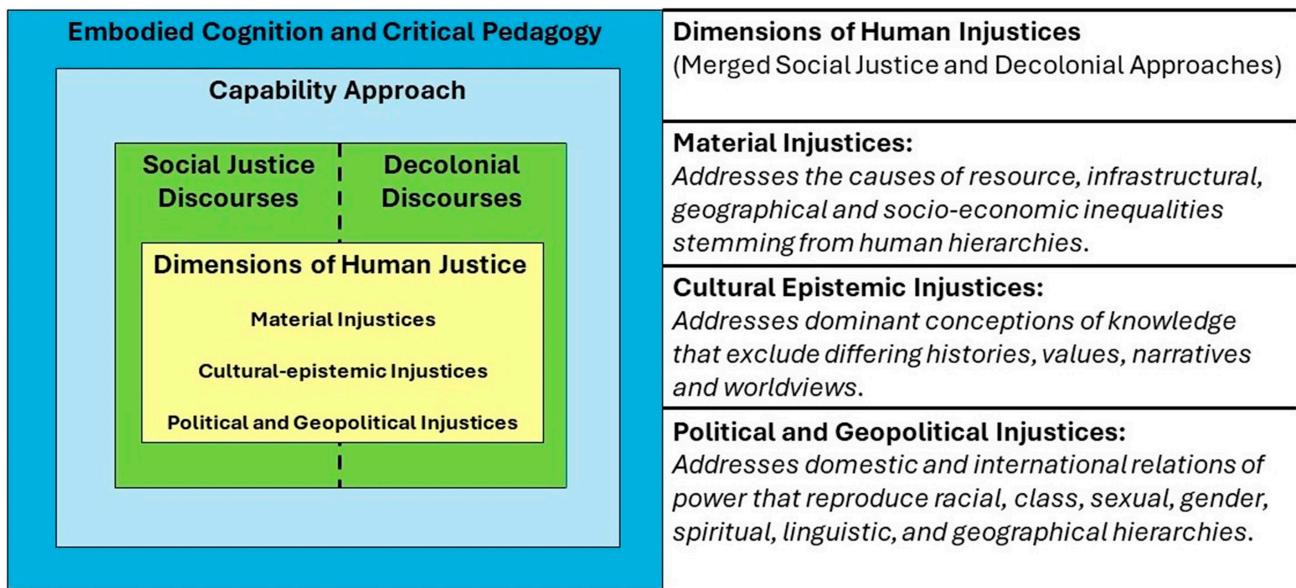 Embodied Cognition and Critical Pedagogy
Capability Approach
Social Justice
Discourses
Decolonial
Discourses
Dimensions of Human Justice
Material Injustices
Cultural-epistemic Injustices
Political and Geopolitical Injustices
Dimensions of Human Injustices
(Merged Social Justice and Decolonial Approaches)
Material Injustices:
Addresses the causes of resource, infrastructural,
geographical and socio-economic inequalities
stemming from human hierarchies.
Cultural Epistemic Injustices:
Addresses dominant conceptions of knowledge
that exclude differing histories, values, narratives
and worldviews.
Political and Geopolitical Injustices:
Addresses domestic and international relations of
power that reproduce racial, class, sexual, gender,
spiritual, linguistic, and geographical hierarchies.